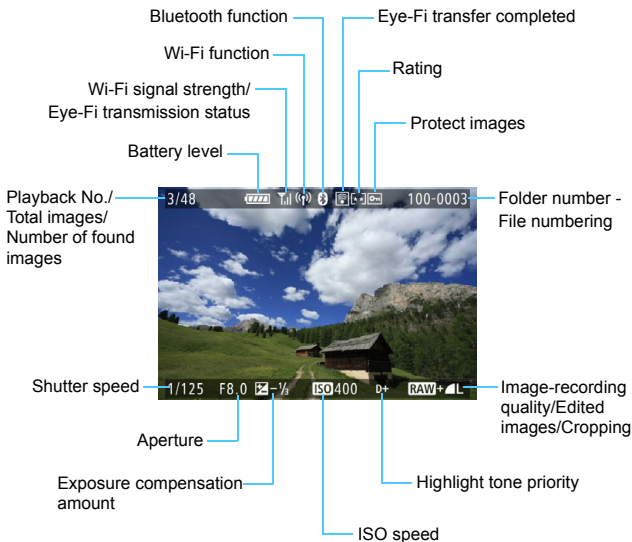 Bluetooth function
Eye-Fi transfer completed
Wi-Fi function
Rating
Wi-Fi signal strength/
Eye-Fi transmission status
Protect images
Battery level
Playback No./
Total images/
Number of found
images
3/48
100-0003
Folder number -
File numbering
Shutter speed
1/125 F8.0 -1/3 ISO 400 D+ RAW+L
Image-recording
quality/Edited
images/Cropping
Aperture
Exposure compensation
amount
Highlight tone priority
ISO speed